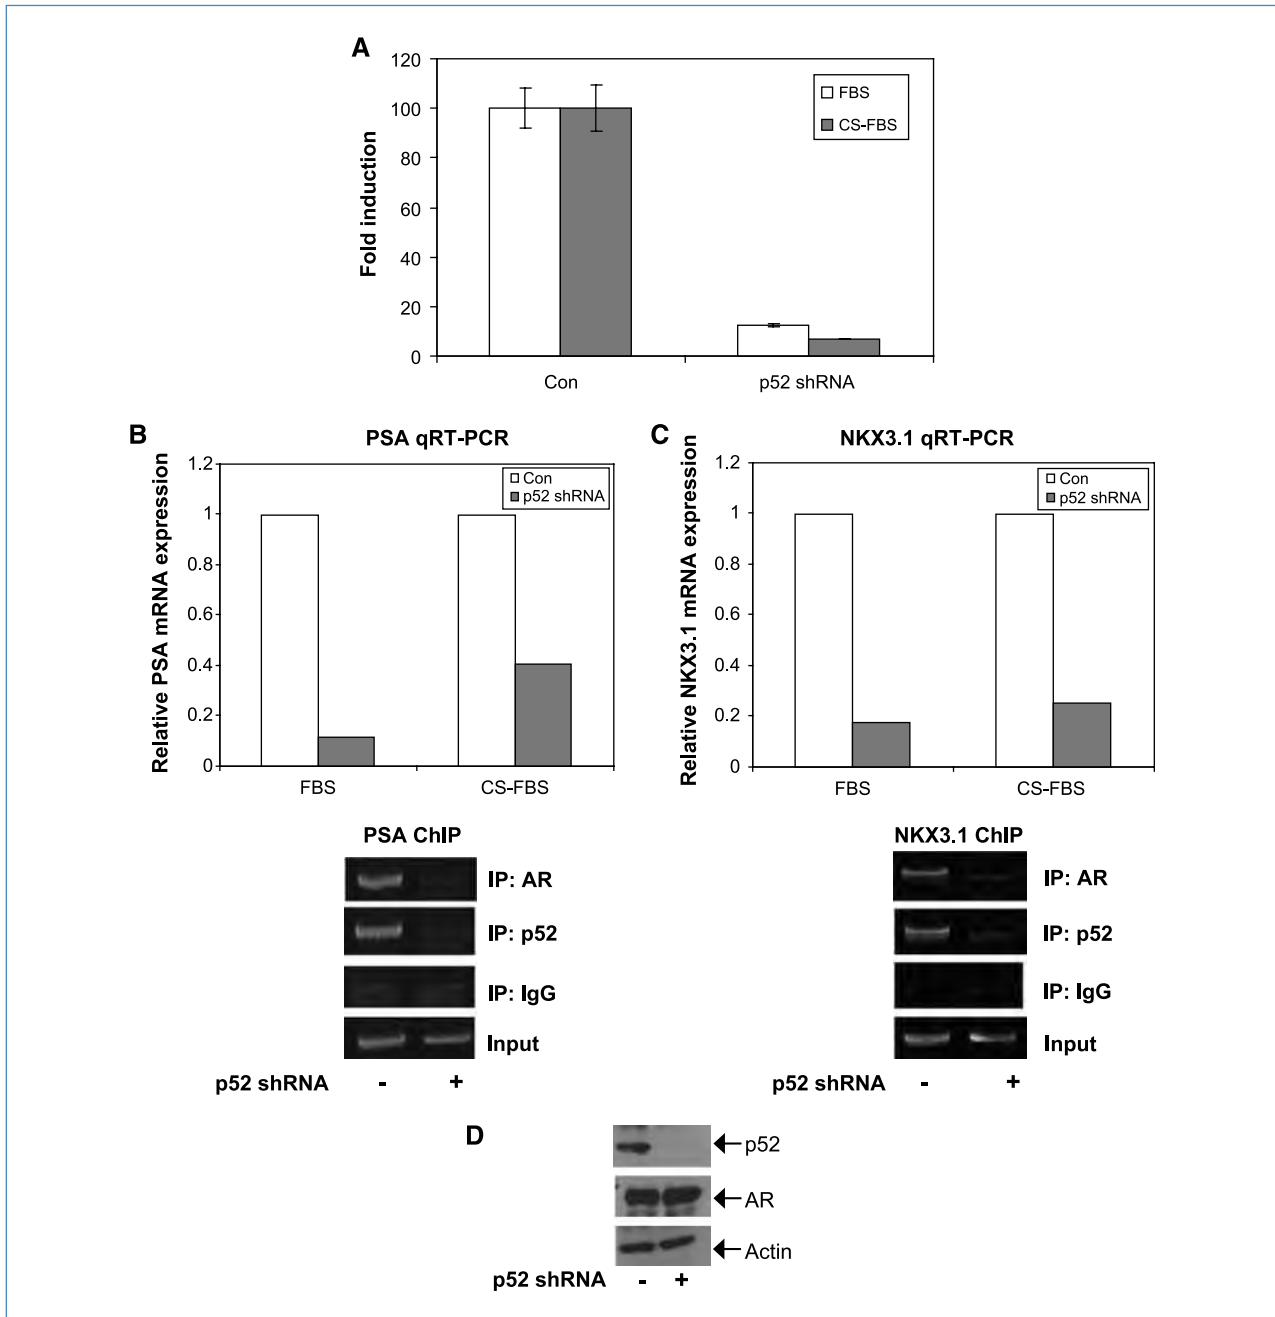 A
120
100
80
60
40
20
0
Fold induction
FBS
CS-FBS
Con
p52 shRNA
B
PSA qRT-PCR
1.2
1
0.8
0.6
0.4
0.2
0
Relative PSA mRNA expression
Con
p52 shRNA
FBS
CS-FBS
PSA ChIP
IP: AR
IP: p52
IP: IgG
Input
p52 shRNA - +
C
NKX3.1 qRT-PCR
1.2
1
0.8
0.6
0.4
0.2
0
Relative NKX3.1 mRNA expression
Con
p52 shRNA
FBS
CS-FBS
NKX3.1 ChIP
IP: AR
IP: p52
IP: IgG
Input
p52 shRNA - +
D
p52
AR
Actin
p52 shRNA - +